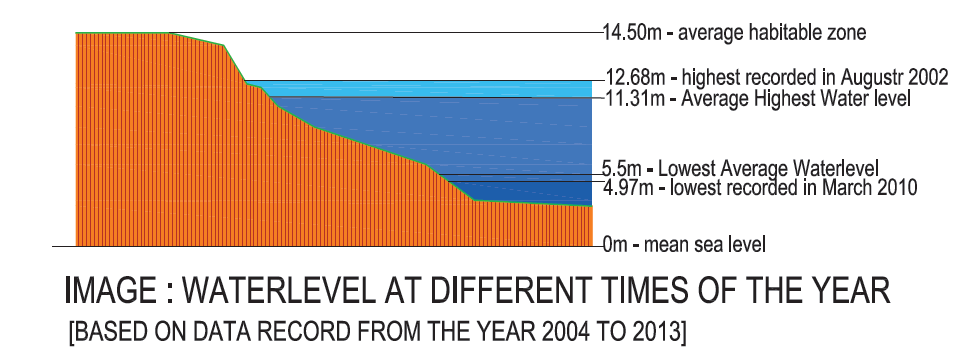 14.50m - average habitable zone
12.68m - highest recorded in Augustr 2002
11.31m - Average Highest Water level
5.5m - Lowest Average Waterlevel
4.97m - lowest recorded in March 2010
0m - mean sea level
IMAGE : WATERLEVEL AT DIFFERENT TIMES OF THE YEAR
[BASED ON DATA RECORD FROM THE YEAR 2004 TO 2013]